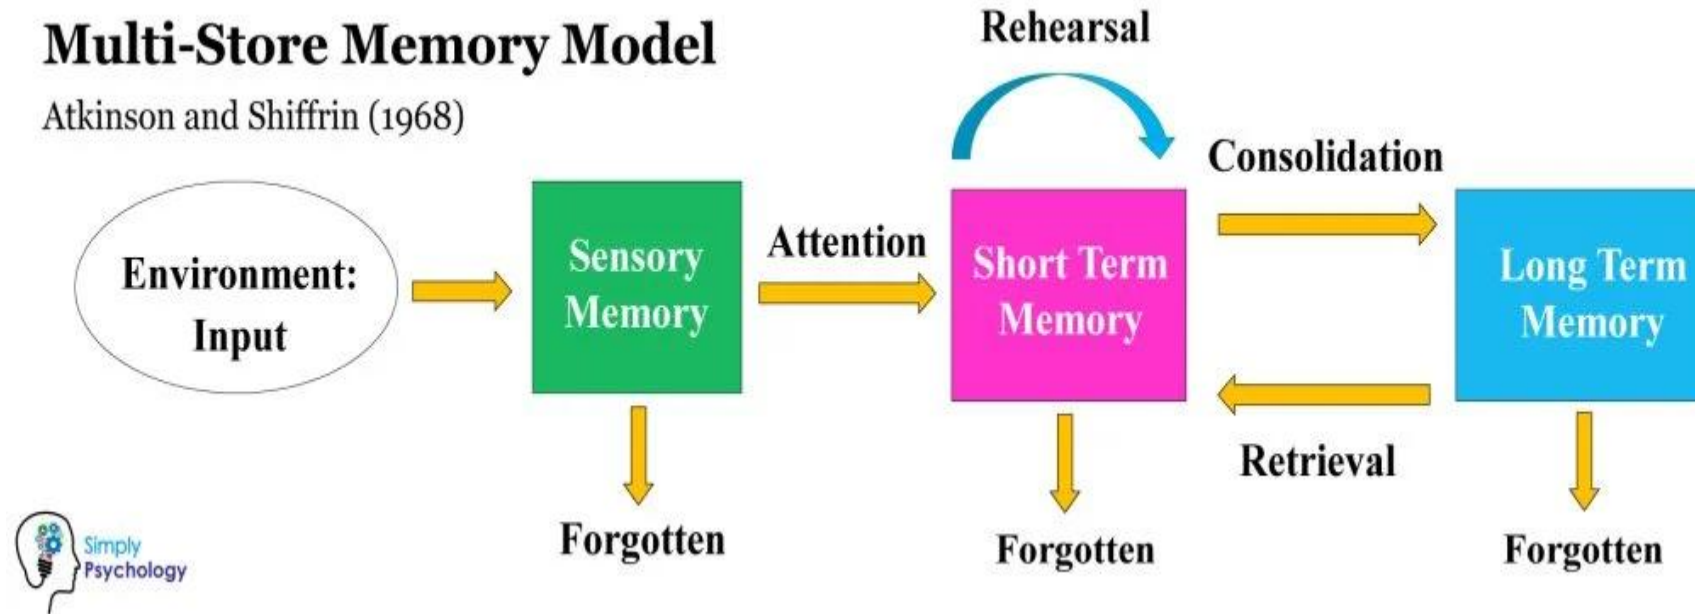 Multi-Store Memory Model
Atkinson and Shiffrin (1968)
Rehearsal
Environment:
Input
Sensory
Memory
Attention
Short Term
Memory
Consolidation
Retrieval
Long Term
Memory
Forgotten
Forgotten
Forgotten
Simply
Psychology